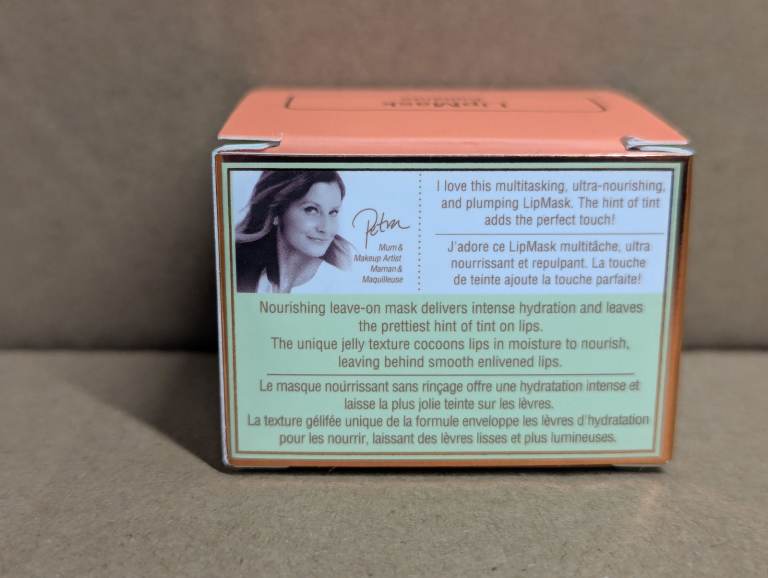 LipMask
Petra
Mum &
Makeup Artist
Maman &
Maquilleuse
I love this multitasking, ultra-nourishing,
and plumping LipMask. The hint of tint
adds the perfect touch!
J'adore ce LipMask multitâche, ultra
nourrissant et repulpant. La touche
de teinte ajoute la touche parfaite!
Nourishing leave-on mask delivers intense hydration and leaves
the prettiest hint of tint on lips.
The unique jelly texture cocoons lips in moisture to nourish,
leaving behind smooth enlivened lips.
Le masque nourrissant sans rinçage offre une hydratation intense et
laisse la plus jolie teinte sur les lèvres.
La texture gélifée unique de la formule enveloppe les lèvres d'hydratation
pour les nourrir, laissant des lèvres lisses et plus lumineuses.